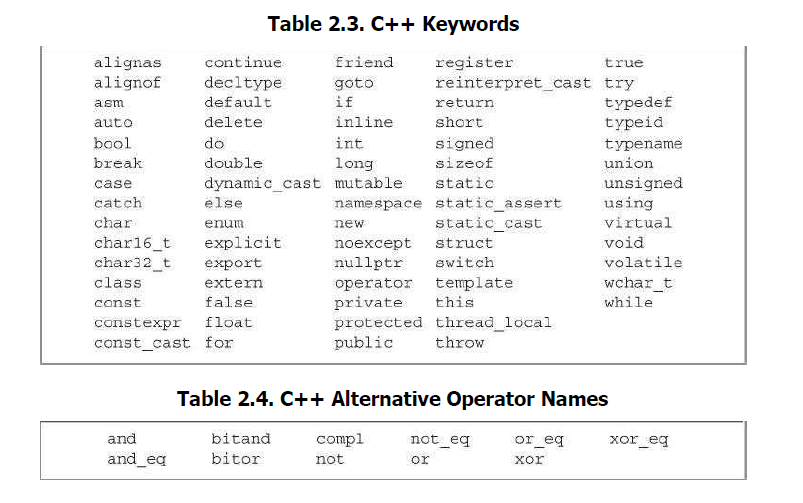 Table 2.3. C++ Keywords
alignas continue friend register true
alignof decltype goto reinterpret_cast try
asm default if return typedef
auto delete inline short typeid
bool do int signed typename
break double long sizeof union
case dynamic_cast mutable static unsigned
catch else namespace static_assert using
char enum new static_cast virtual
char16_t explicit noexcept struct void
char32_t export nullptr switch volatile
class extern operator template wchar_t
const false private this while
constexpr float protected thread_local
const_cast for public throw
Table 2.4. C++ Alternative Operator Names
and bitand compl not_eq or_eq xor_eq
and_eq bitor not or xor